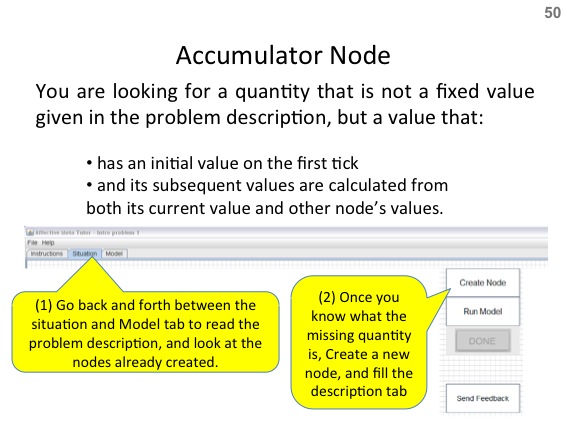 50
Accumulator Node
You are looking for a quantity that is not a fixed value
given in the problem description, but a value that:
• has an initial value on the first tick
• and its subsequent values are calculated from
both its current value and other node's values.
Affective Meta Tutor - Intro problem 1
File Help
Instructions Situation Model
(1) Go back and forth between the
situation and Model tab to read the
problem description, and look at the
nodes already created.
(2) Once you
know what the
missing quantity
is, Create a new
node, and fill the
description tab
Create Node
Run Model
DONE
Send Feedback